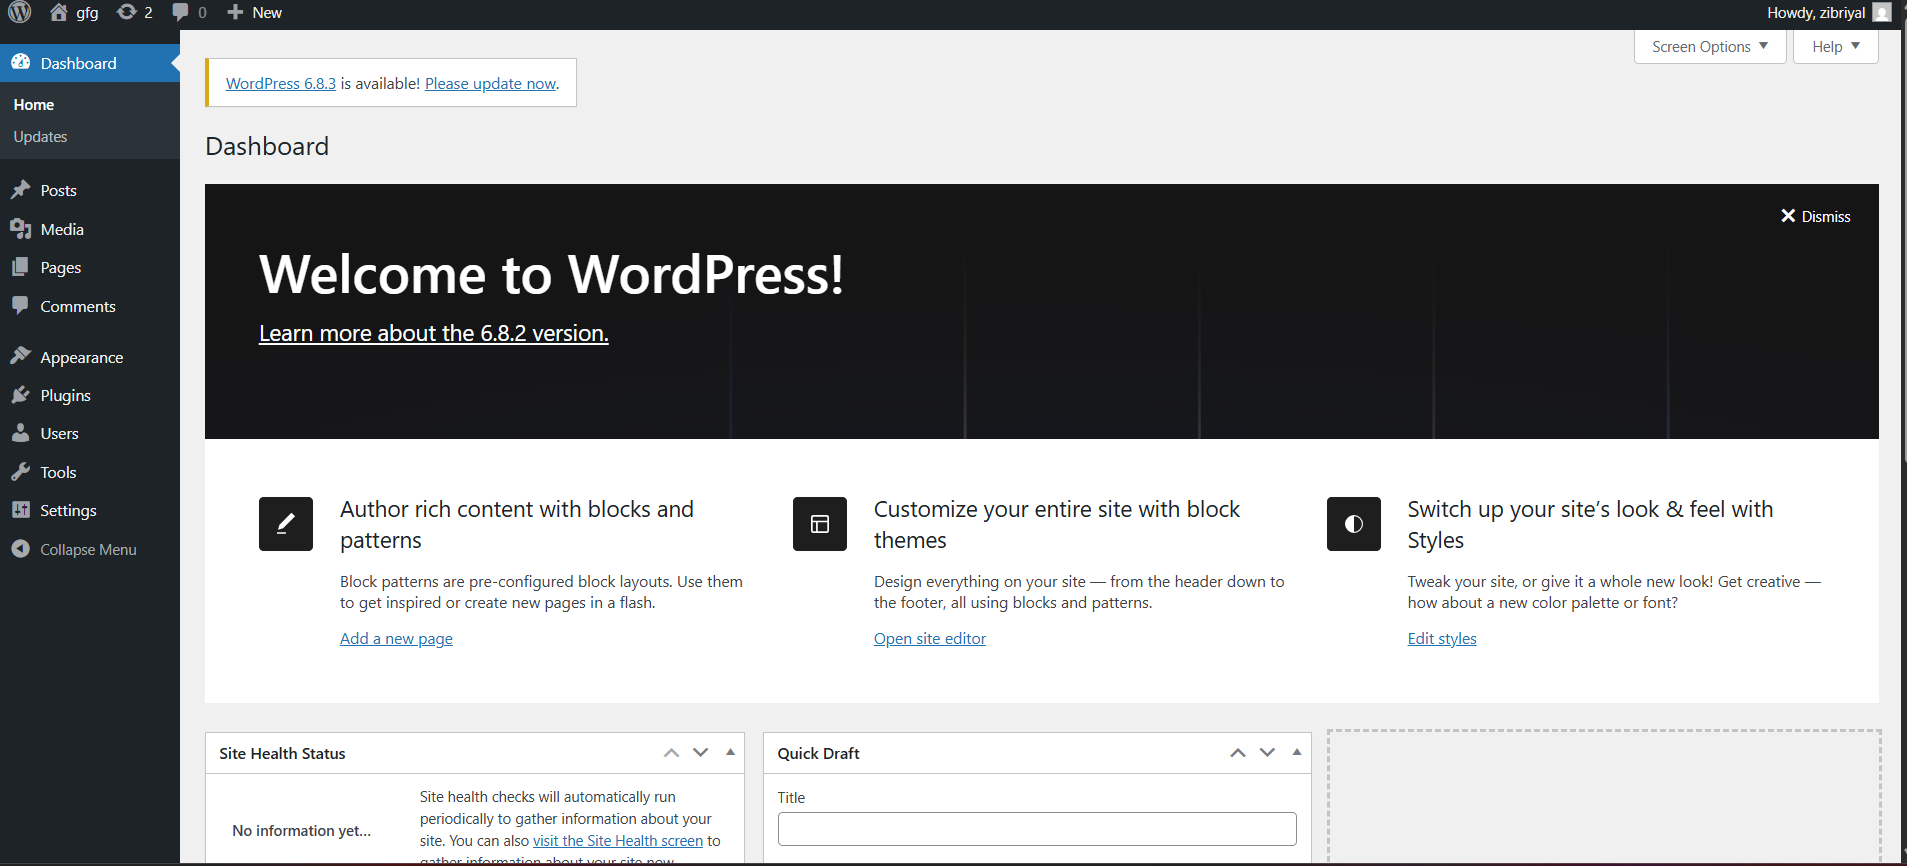 gfg 2 0 New
Howdy, zibriyal
Screen Options
Help
Dashboard
Home
Updates
Posts
Media
Pages
Comments
Appearance
Plugins
Users
Tools
Settings
Collapse Menu
WordPress 6.8.3 is available! Please update now.
Dashboard
Dismiss
Welcome to WordPress!
Learn more about the 6.8.2 version.
Author rich content with blocks and
patterns
Block patterns are pre-configured block layouts. Use them
to get inspired or create new pages in a flash.
Add a new page
Customize your entire site with block
themes
Design everything on your site — from the header down to
the footer, all using blocks and patterns.
Open site editor
Switch up your site’s look & feel with
Styles
Tweak your site, or give it a whole new look! Get creative —
how about a new color palette or font?
Edit styles
Site Health Status
No information yet...
Site health checks will automatically run
periodically to gather information about your
site. You can also visit the Site Health screen to
gather information about your site now.
Quick Draft
Title